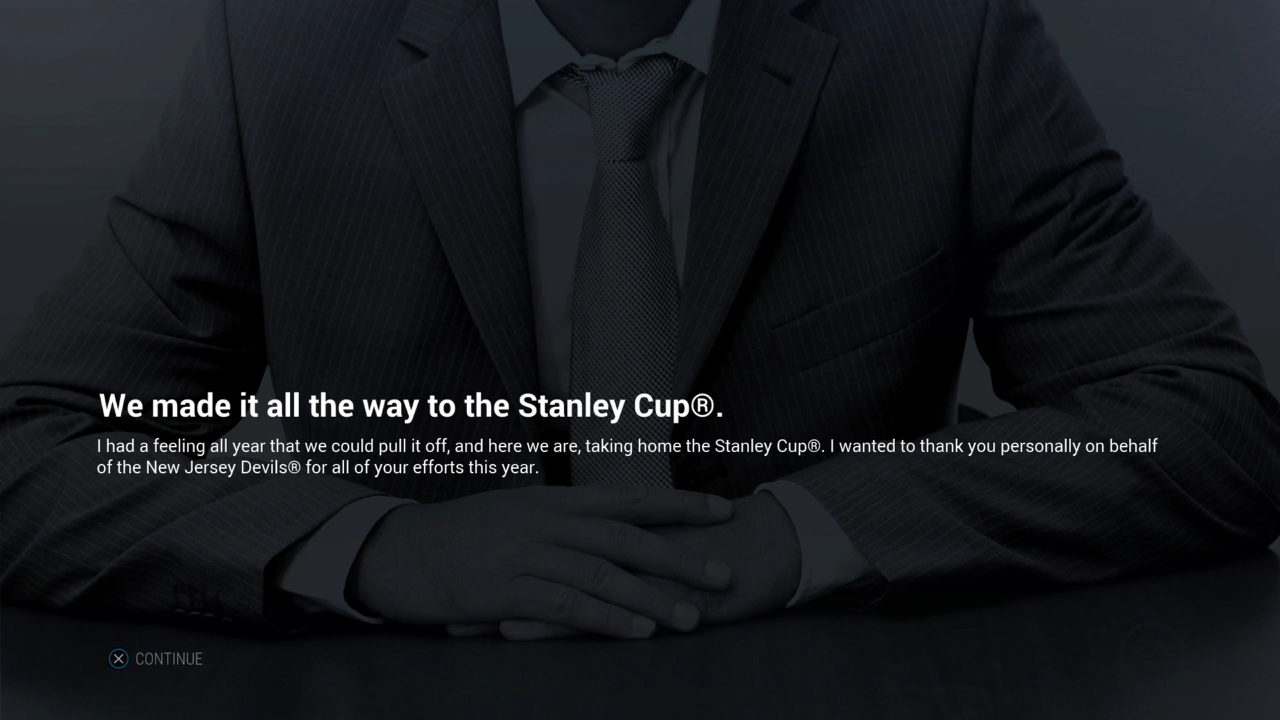 We made it all the way to the Stanley Cup®.
I had a feeling all year that we could pull it off, and here we are, taking home the Stanley Cup®. I wanted to thank you personally on behalf
of the New Jersey Devils® for all of your efforts this year.
CONTINUE